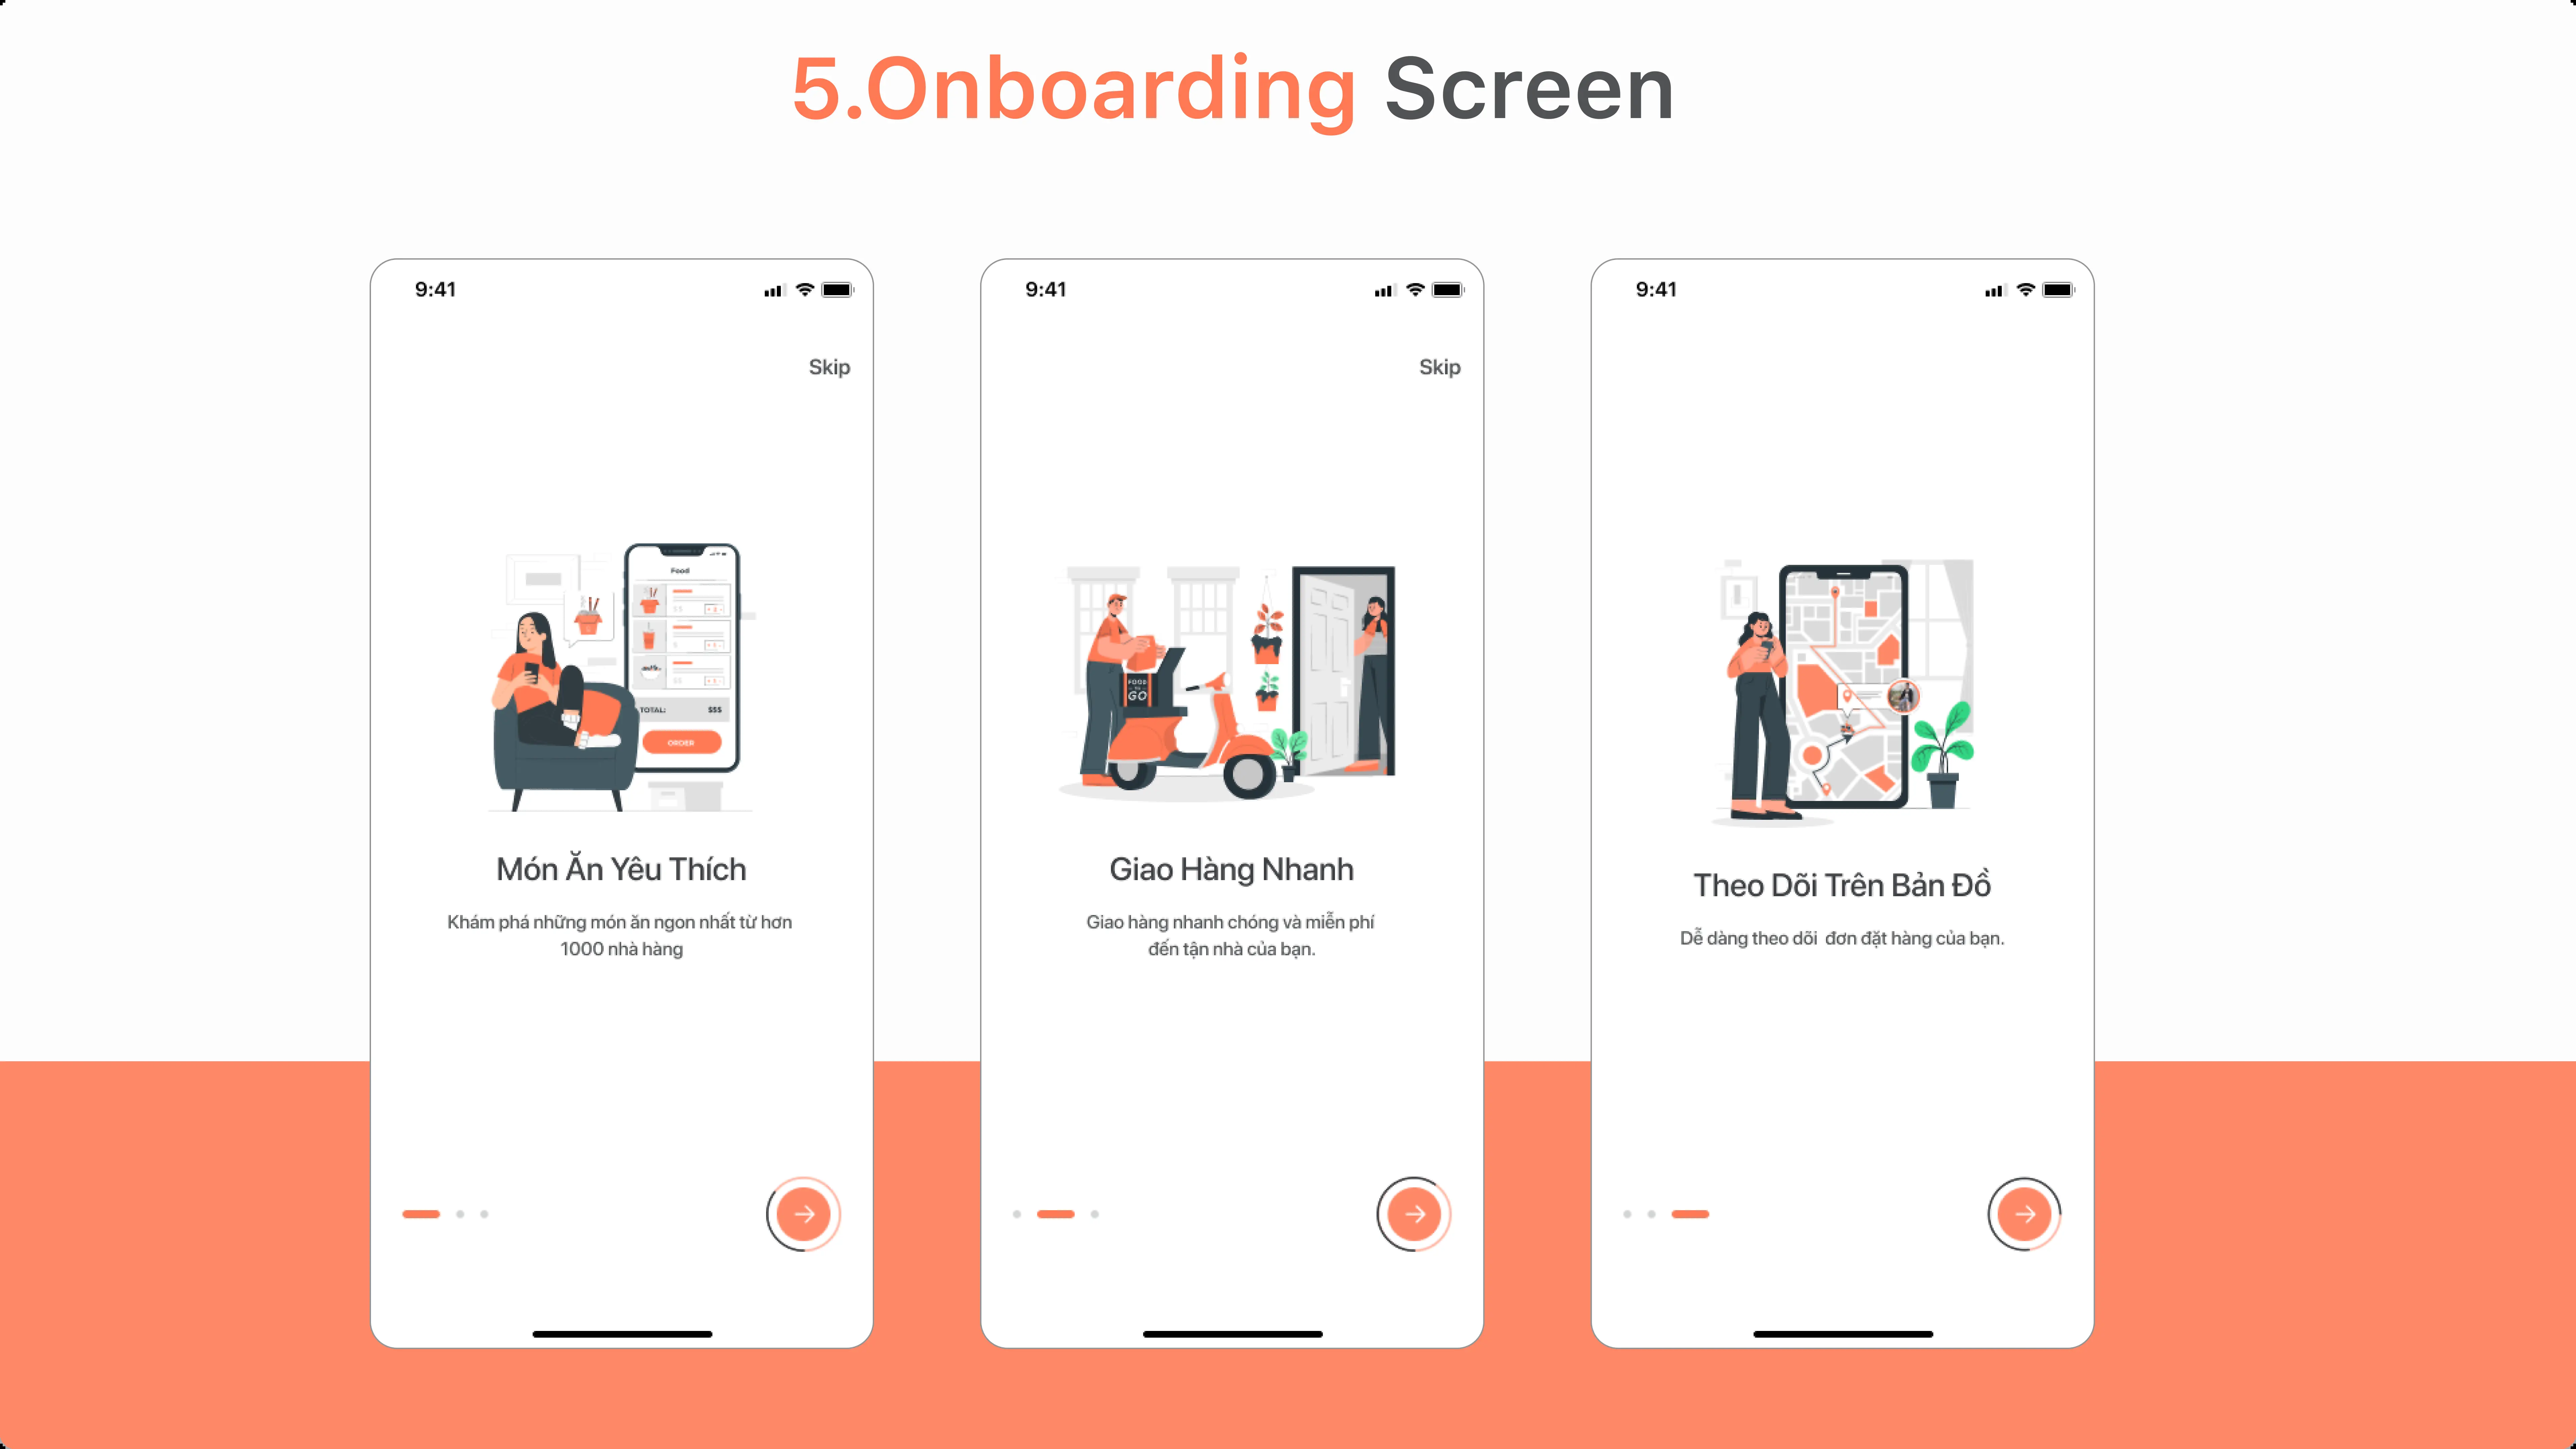 5.Onboarding Screen
9:41
Skip
Food
TOTAL: $55
ORDER
Món Ăn Yêu Thích
Khám phá những món ăn ngon nhất từ hơn
1000 nhà hàng
9:41
Skip
FOOD
GO
Giao Hàng Nhanh
Giao hàng nhanh chóng và miễn phí
đến tận nhà của bạn.
9:41
Theo Dõi Trên Bản Đồ
Dễ dàng theo dõi  đơn đặt hàng của bạn.